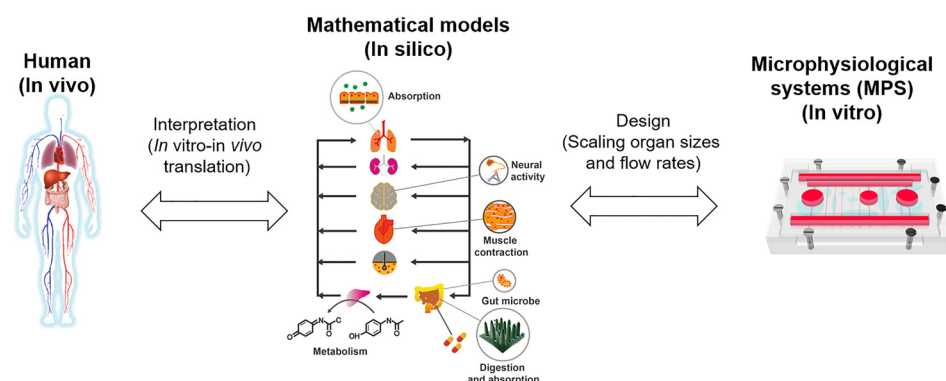 Human
(In vivo)
Interpretation
(In vitro-in vivo
translation)
Mathematical models
(In silico)
Absorption
Neural
activity
Muscle
contraction
Gut microbe
Digestion
and absorption
Metabolism
O
N
C
O
HO
N
O
Design
(Scaling organ sizes
and flow rates)
Microphysiological
systems (MPS)
(In vitro)